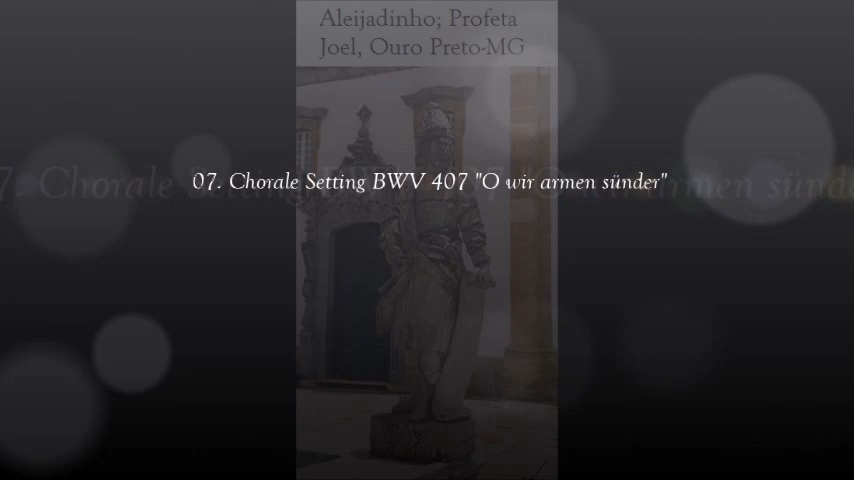 Aleijadinho; Profeta
Joel, Ouro Preto-MG
07. Chorale Setting BWV 407 "O wir armen sünder"